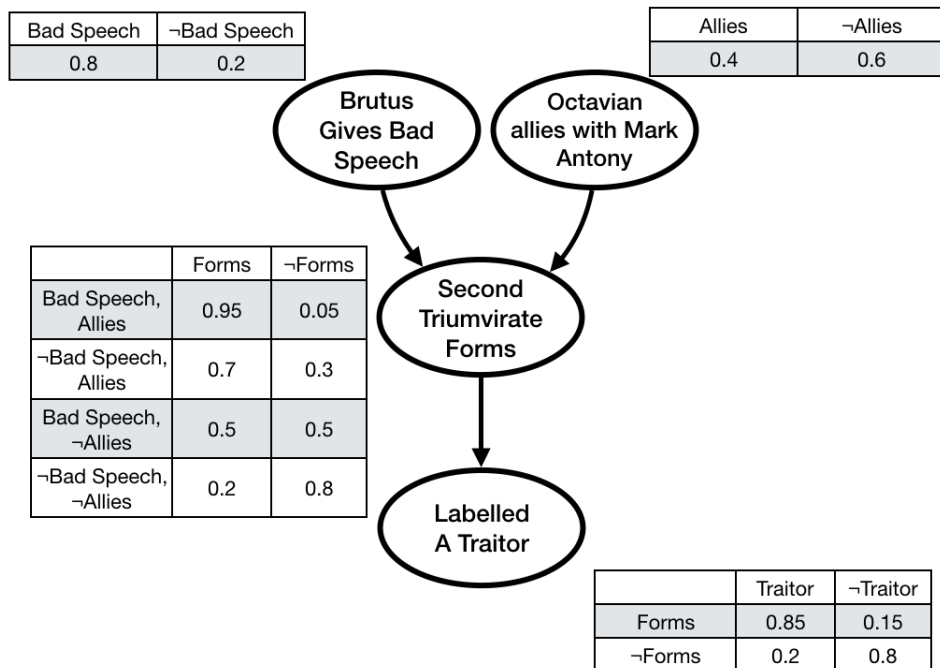 Bad Speech ¬Bad Speech
0.8 0.2
Allies ¬Allies
0.4 0.6
Brutus
Gives Bad
Speech
Octavian
allies with Mark
Antony
Forms ¬Forms
Bad Speech,
Allies
0.95 0.05
¬Bad Speech,
Allies
0.7 0.3
Bad Speech,
¬Allies
0.5 0.5
¬Bad Speech,
¬Allies
0.2 0.8
Second
Triumvirate
Forms
Labelled
A Traitor
Traitor ¬Traitor
Forms 0.85 0.15
¬Forms 0.2 0.8